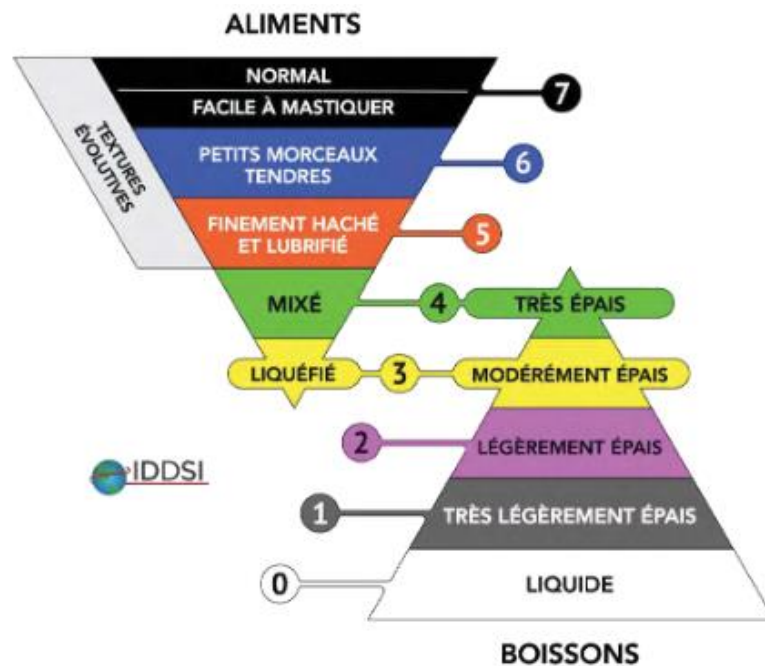 ALIMENTS
NORMAL
FACILE À MASTIQUER
7
TEXTURES
ÉVOLUTIVES
PETITS MORCEAUX
TENDRES
6
FINEMENT HACHÉ
ET LUBRIFIÉ
5
MIXÉ
4
TRÈS ÉPAIS
LIQUÉFIÉ
3
MODÉRÉMENT ÉPAIS
2
LÉGÈREMENT ÉPAIS
IDDSI
1
TRÈS LÉGÈREMENT ÉPAIS
0
LIQUIDE
BOISSONS